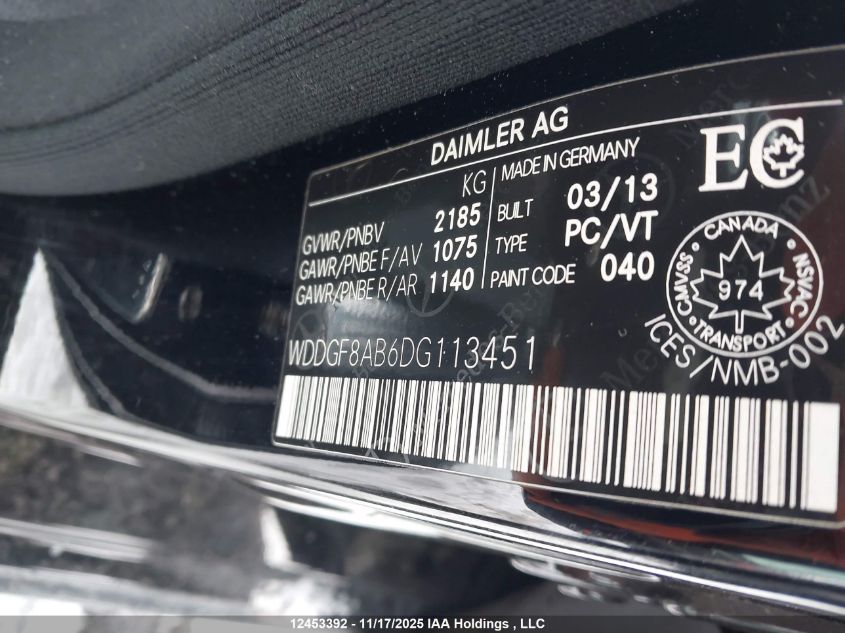 DAIMLER AG
KG MADE IN GERMANY
GVWR/PNBV 2185 BUILT 03/13
GAWR/PNBE F/AV 1075 TYPE PC/VT
GAWR/PNBE R/AR 1140 PAINT CODE 040
EC
CANADA
CMVSS 974 NSVAC
TRANSPORT
ICES/NMB-002
WDDGF8AB6DG113451
12453392 - 11/17/2025 IAA Holdings , LLC